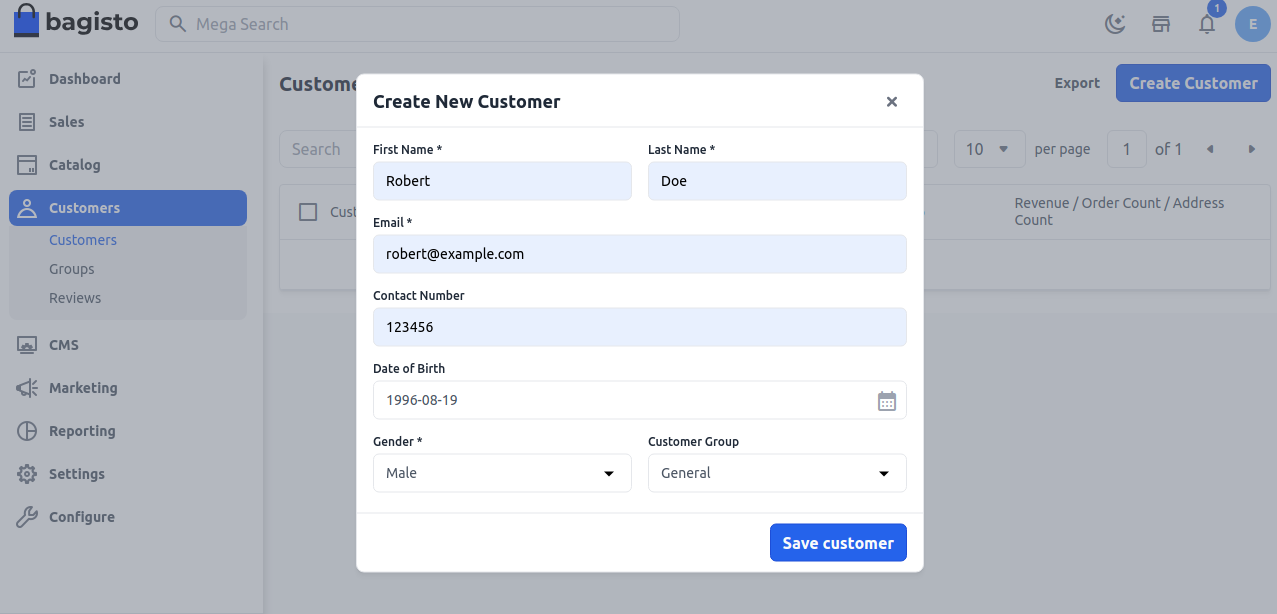 bagisto
Mega Search
1
E
Dashboard
Sales
Catalog
Customers
Customers
Groups
Reviews
CMS
Marketing
Reporting
Settings
Configure
Export
Create Customer
Search
10
per page
1
of 1
Revenue / Order Count / Address
Count
Create New Customer
First Name *
Last Name *
Robert
Doe
Email *
robert@example.com
Contact Number
123456
Date of Birth
1996-08-19
Gender *
Customer Group
Male
General
Save customer